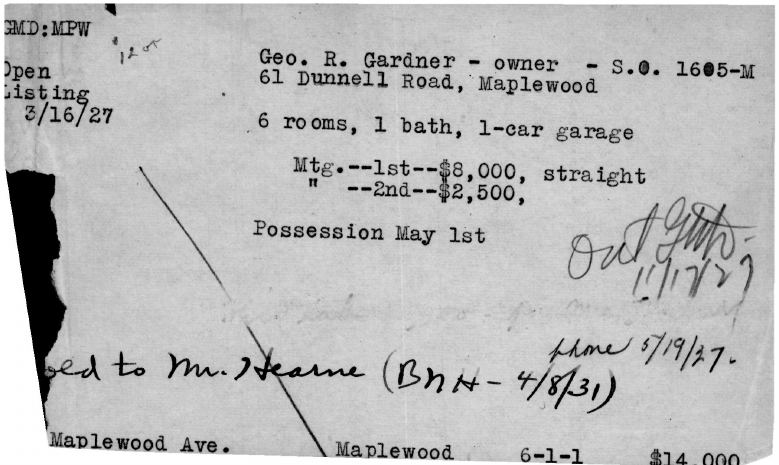 GMD:MPW
Open
Listing
3/16/27
Geo. R. Gardner - owner - S.O. 1605-M
61 Dunnell Road, Maplewood
6 rooms, 1 bath, 1-car garage
Mtg.--1st--$8,000, straight
" --2nd--$2,500,
Possession May 1st
Out
11/17/27
phone 5/19/27.
old to Mr. Hearne (BNH - 4/8/31)
Maplewood Ave. Maplewood 6-1-1 $14,000